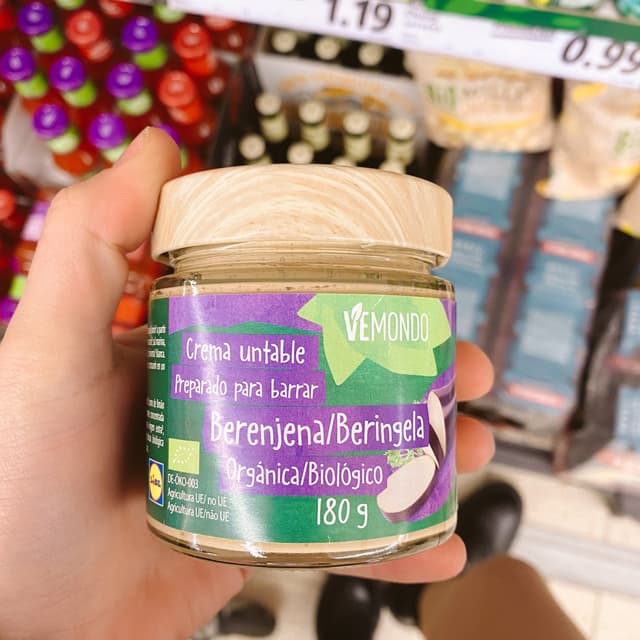 1.19
0.99
VEMONDO
Crema untable
Preparado para barrar
Berenjena/Beringela
Orgánica/Biológico
180 g
DE-ÖKO-003
Agricultura UE/ no UE
Agricultura UE/não UE